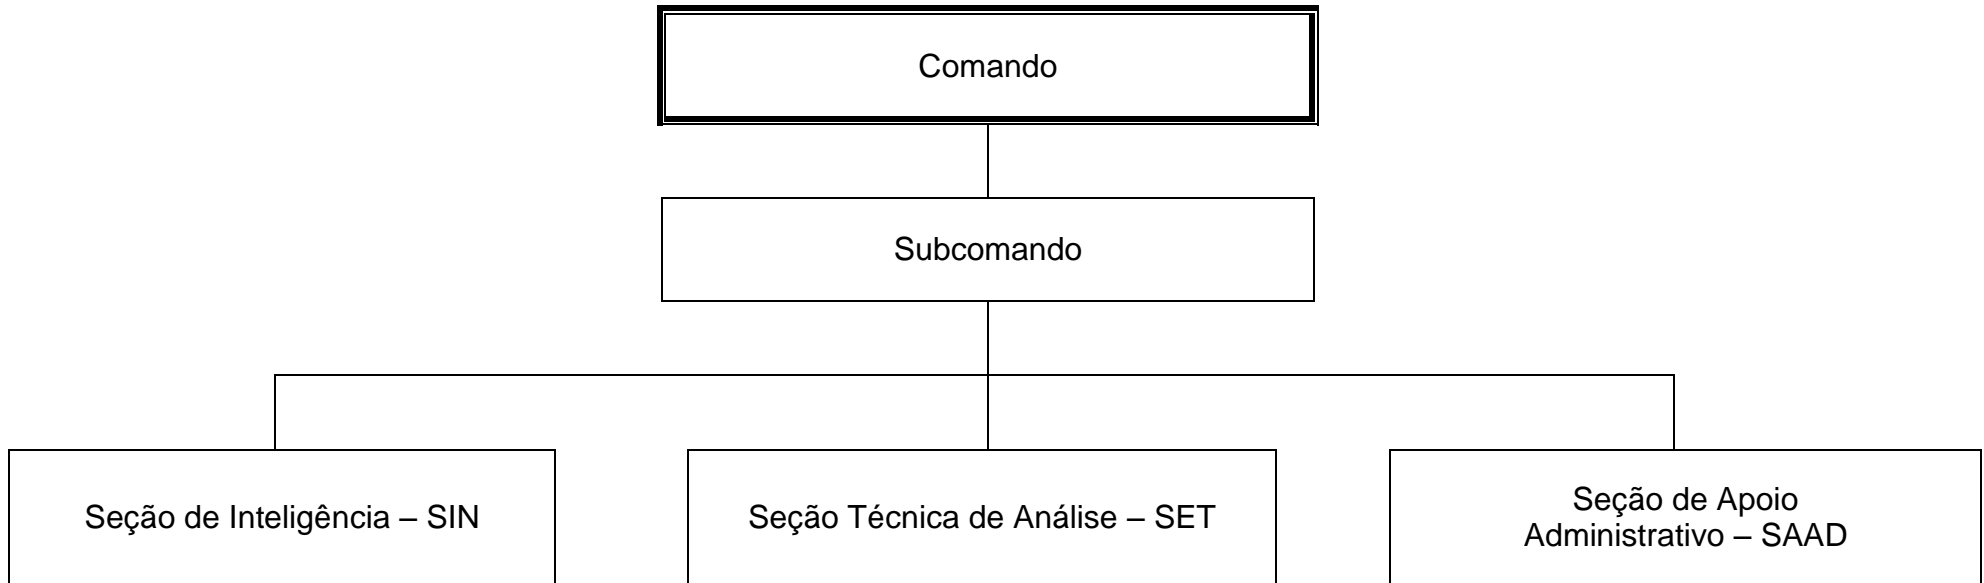 Comando
Subcomando
Seção de Inteligência – SIN
Seção Técnica de Análise – SET
Seção de Apoio
Administrativo – SAAD